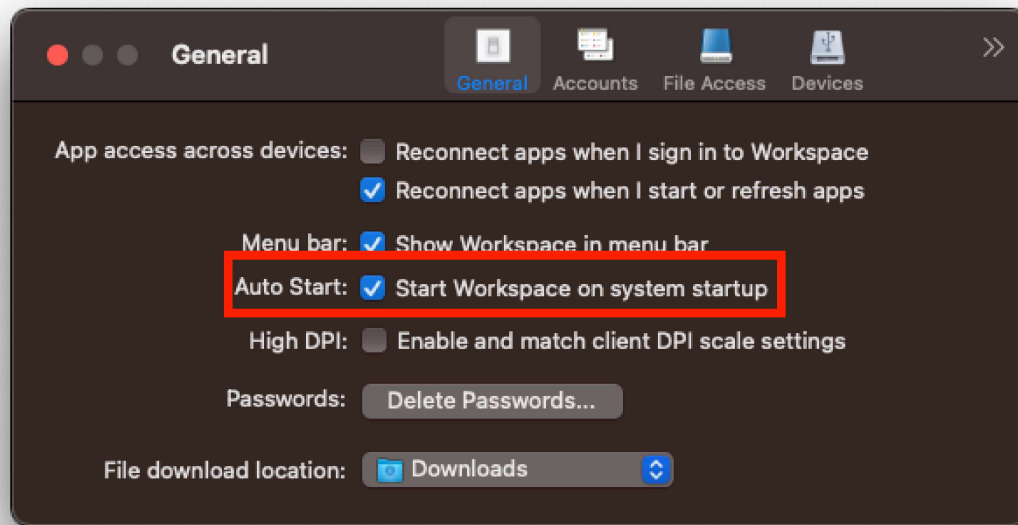 General
General Accounts File Access Devices
App access across devices: Reconnect apps when I sign in to Workspace
Reconnect apps when I start or refresh apps
Menu bar: Show Workspace in menu bar
Auto Start: Start Workspace on system startup
High DPI: Enable and match client DPI scale settings
Passwords: Delete Passwords...
File download location: Downloads